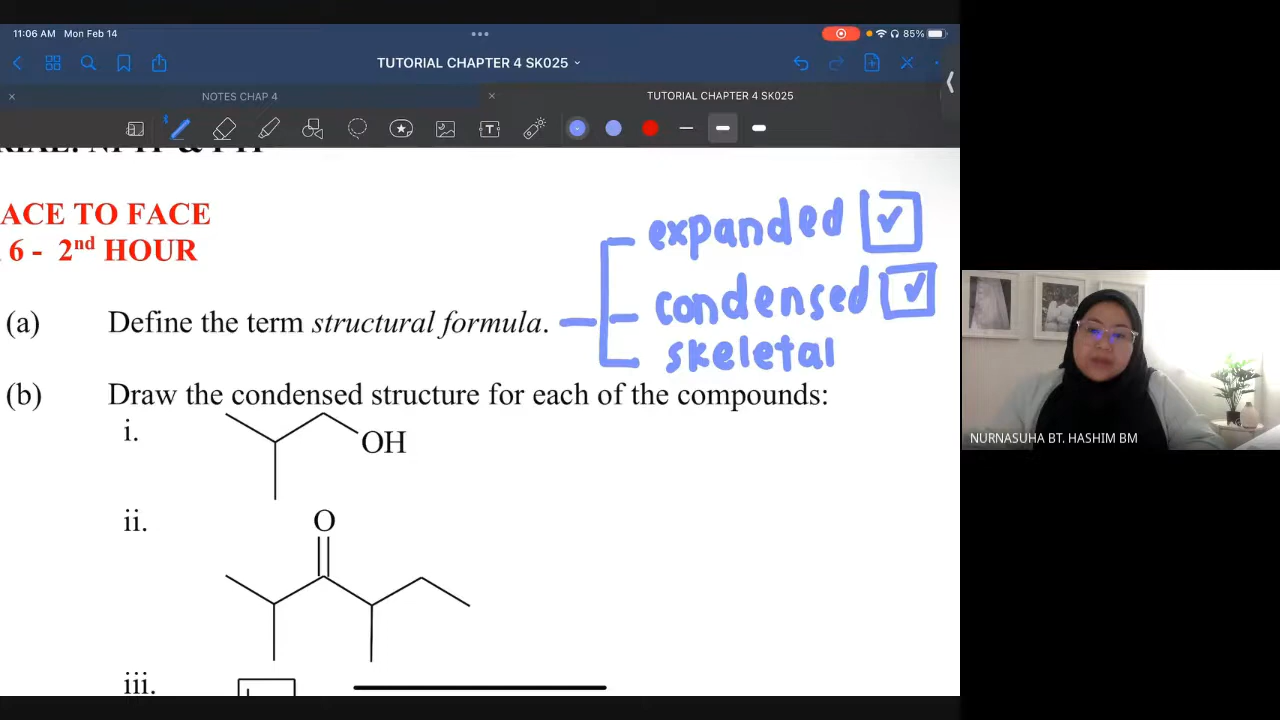 11:06 AM Mon Feb 14
85%
TUTORIAL CHAPTER 4 SK025
NOTES CHAP 4
TUTORIAL CHAPTER 4 SK025
ACE TO FACE
6 - 2nd HOUR
expanded
condensed
skeletal
(a) Define the term structural formula.
(b) Draw the condensed structure for each of the compounds:
i.
OH
ii.
O
iii.
NURNASUHA BT. HASHIM BM